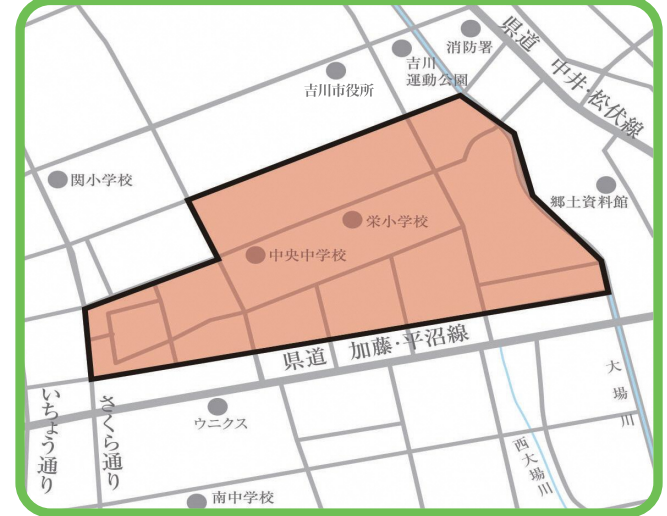 消防署
県道 中井・松伏線
吉川
運動公園
吉川市役所
関小学校
郷土資料館
栄小学校
中央中学校
県道 加藤・平沼線
大場川
いちょう通り
さくら通り
ウニクス
西大場川
南中学校